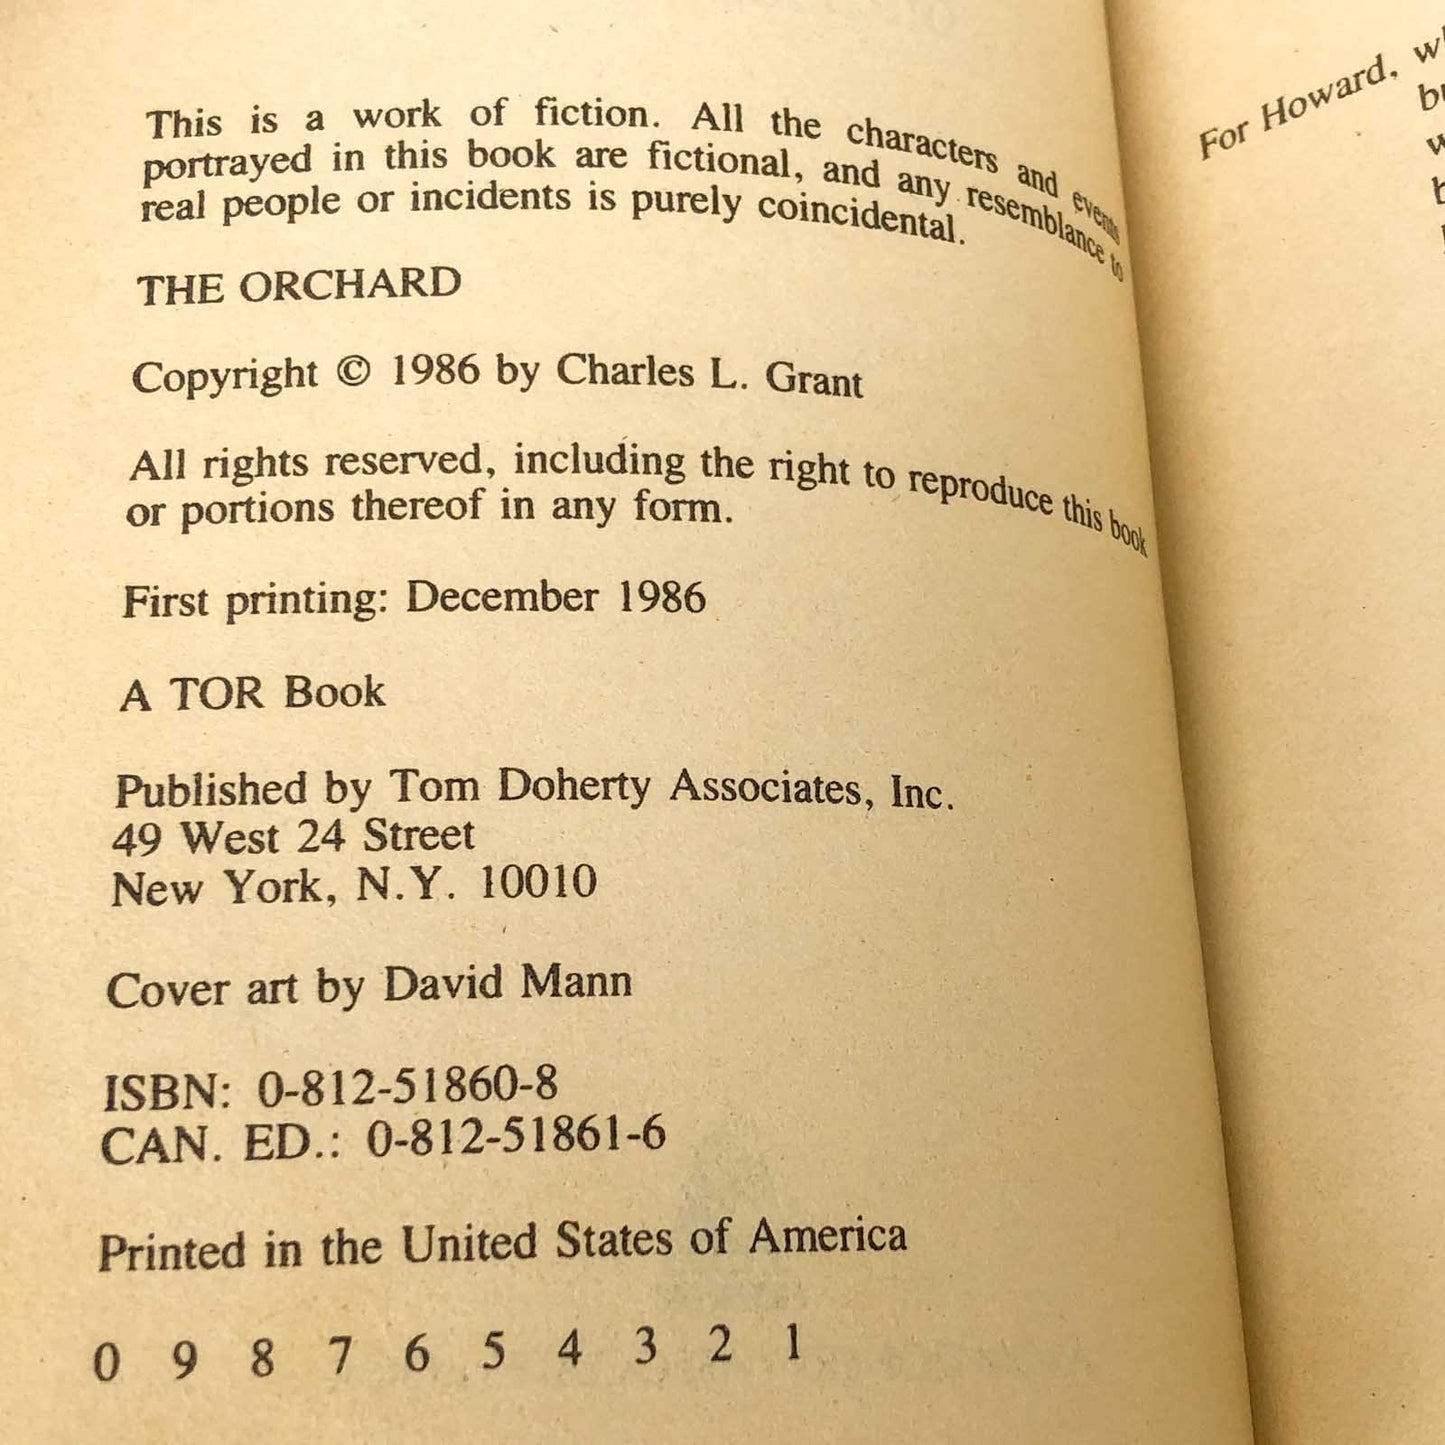 This is a work of fiction. All the characters and events
portrayed in this book are fictional, and any resemblance to
real people or incidents is purely coincidental.
THE ORCHARD
Copyright © 1986 by Charles L. Grant
All rights reserved, including the right to reproduce this book
or portions thereof in any form.
First printing: December 1986
A TOR Book
Published by Tom Doherty Associates, Inc.
49 West 24 Street
New York, N.Y. 10010
Cover art by David Mann
ISBN: 0-812-51860-8
CAN. ED.: 0-812-51861-6
Printed in the United States of America
0 9 8 7 6 5 4 3 2 1
For Howard,